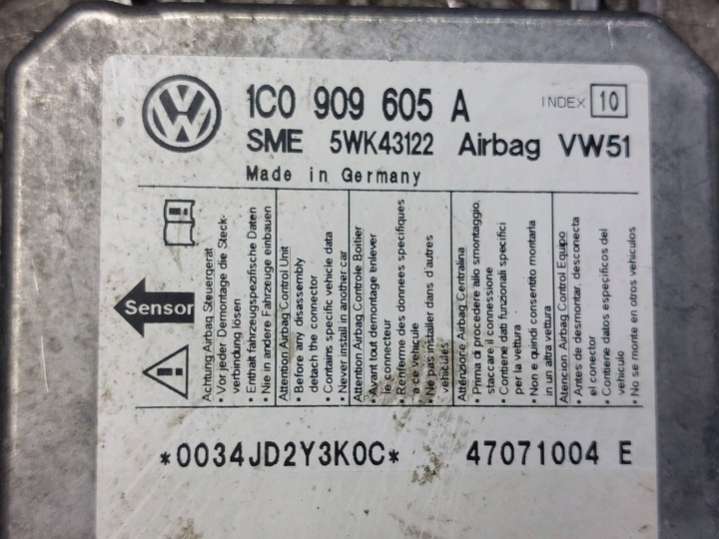 VW
1C0 909 605 A
INDEX 10
SME 5WK43122 Airbag VW51
Made in Germany
Sensor
Achtung Airbag Steuergerät
• Vor jeder Demontage die Steck-
verbindung lösen
• Enthält fahrzeugspezifische Daten
• Nie in andere Fahrzeuge einbauen
Attention Airbag Control Unit
• Before any disassembly
detach the connector
• Contains specific vehicle data
• Never install in another car
Attention Airbag Controle Boitier
• Avant tout demontage enlever
le connecteur
• Renferme des donnees specifiques
a ce vehicule
• Ne pas installer dans d'autres
vehicules
Attenzione Airbag Centralina
• Prima di procedere allo smontaggio
staccare il connessione
• Contiene dati funzionali specifici
per la vettura
• Non e quindi consentito montarla
in un altra vettura
Atencion Airbag Control Equipo
• Antes de desmontar, desconecta
el conector
• Contiene datos especificos del
vehiculo
• No se monte en otros vehiculos
*0034JD2Y3K0C* 47071004 E